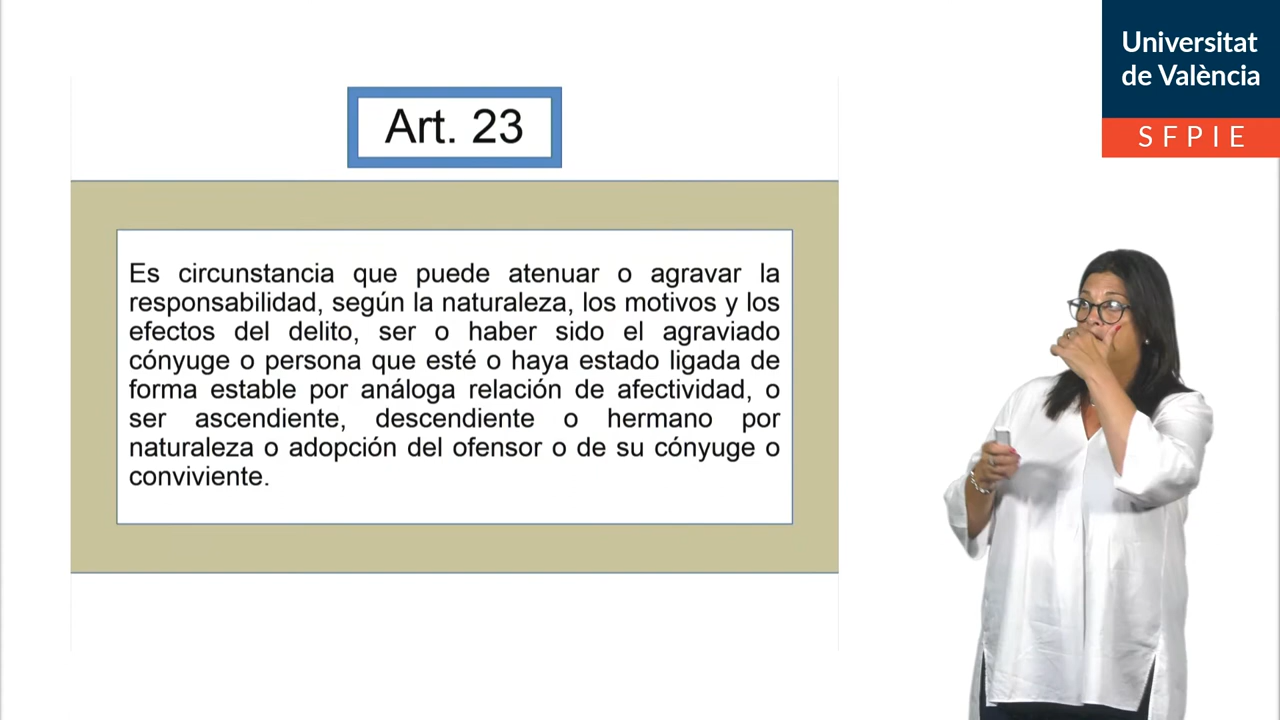 Universitat
de València
SFPIE
Art. 23
Es circunstancia que puede atenuar o agravar la
responsabilidad, según la naturaleza, los motivos y los
efectos del delito, ser o haber sido el agraviado
cónyuge o persona que esté o haya estado ligada de
forma estable por análoga relación de afectividad, o
ser ascendiente, descendiente o hermano por
naturaleza o adopción del ofensor o de su cónyuge o
conviviente.